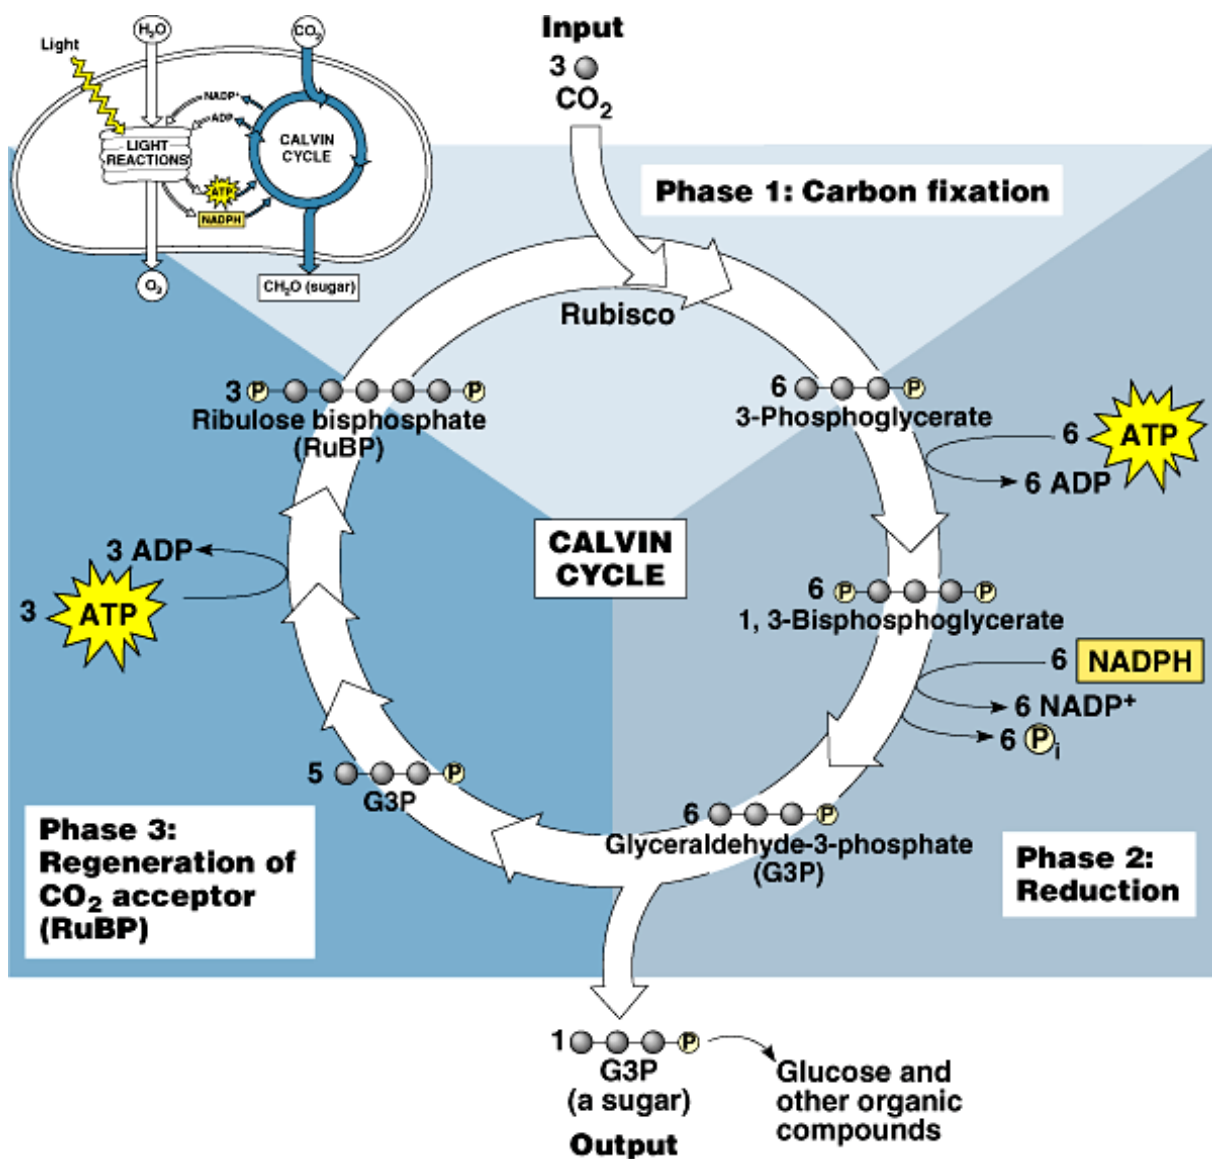 Light
H₂O
CO₂
NADP⁺
ADP
LIGHT
REACTIONS
CALVIN
CYCLE
ATP
NADPH
O₂
CH₂O (sugar)
Input
3
CO₂
Phase 1: Carbon fixation
Rubisco
3 P P
Ribulose bisphosphate
(RuBP)
6 P
3-Phosphoglycerate
6 ATP
6 ADP
CALVIN
CYCLE
3 ADP
3 ATP
6 P P
1, 3-Bisphosphoglycerate
6 NADPH
6 NADP⁺
6 Pᵢ
5 P
G3P
6 P
Glyceraldehyde-3-phosphate
(G3P)
Phase 3:
Regeneration of
CO₂ acceptor
(RuBP)
Phase 2:
Reduction
1 P
G3P
(a sugar)
Output
Glucose and
other organic
compounds